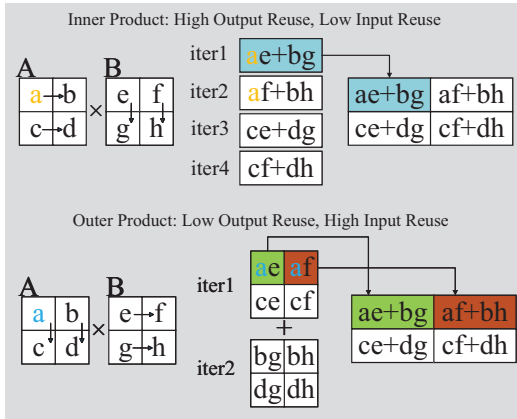 Inner Product: High Output Reuse, Low Input Reuse
A B
a b × e f
c d g h
iter1 ae+bg
iter2 af+bh
iter3 ce+dg
iter4 cf+dh
ae+bg af+bh
ce+dg cf+dh
Outer Product: Low Output Reuse, High Input Reuse
A B
a b × e f
c d g h
iter1 ae af
ce cf
+
iter2 bg bh
dg dh
ae+bg af+bh
ce+dg cf+dh